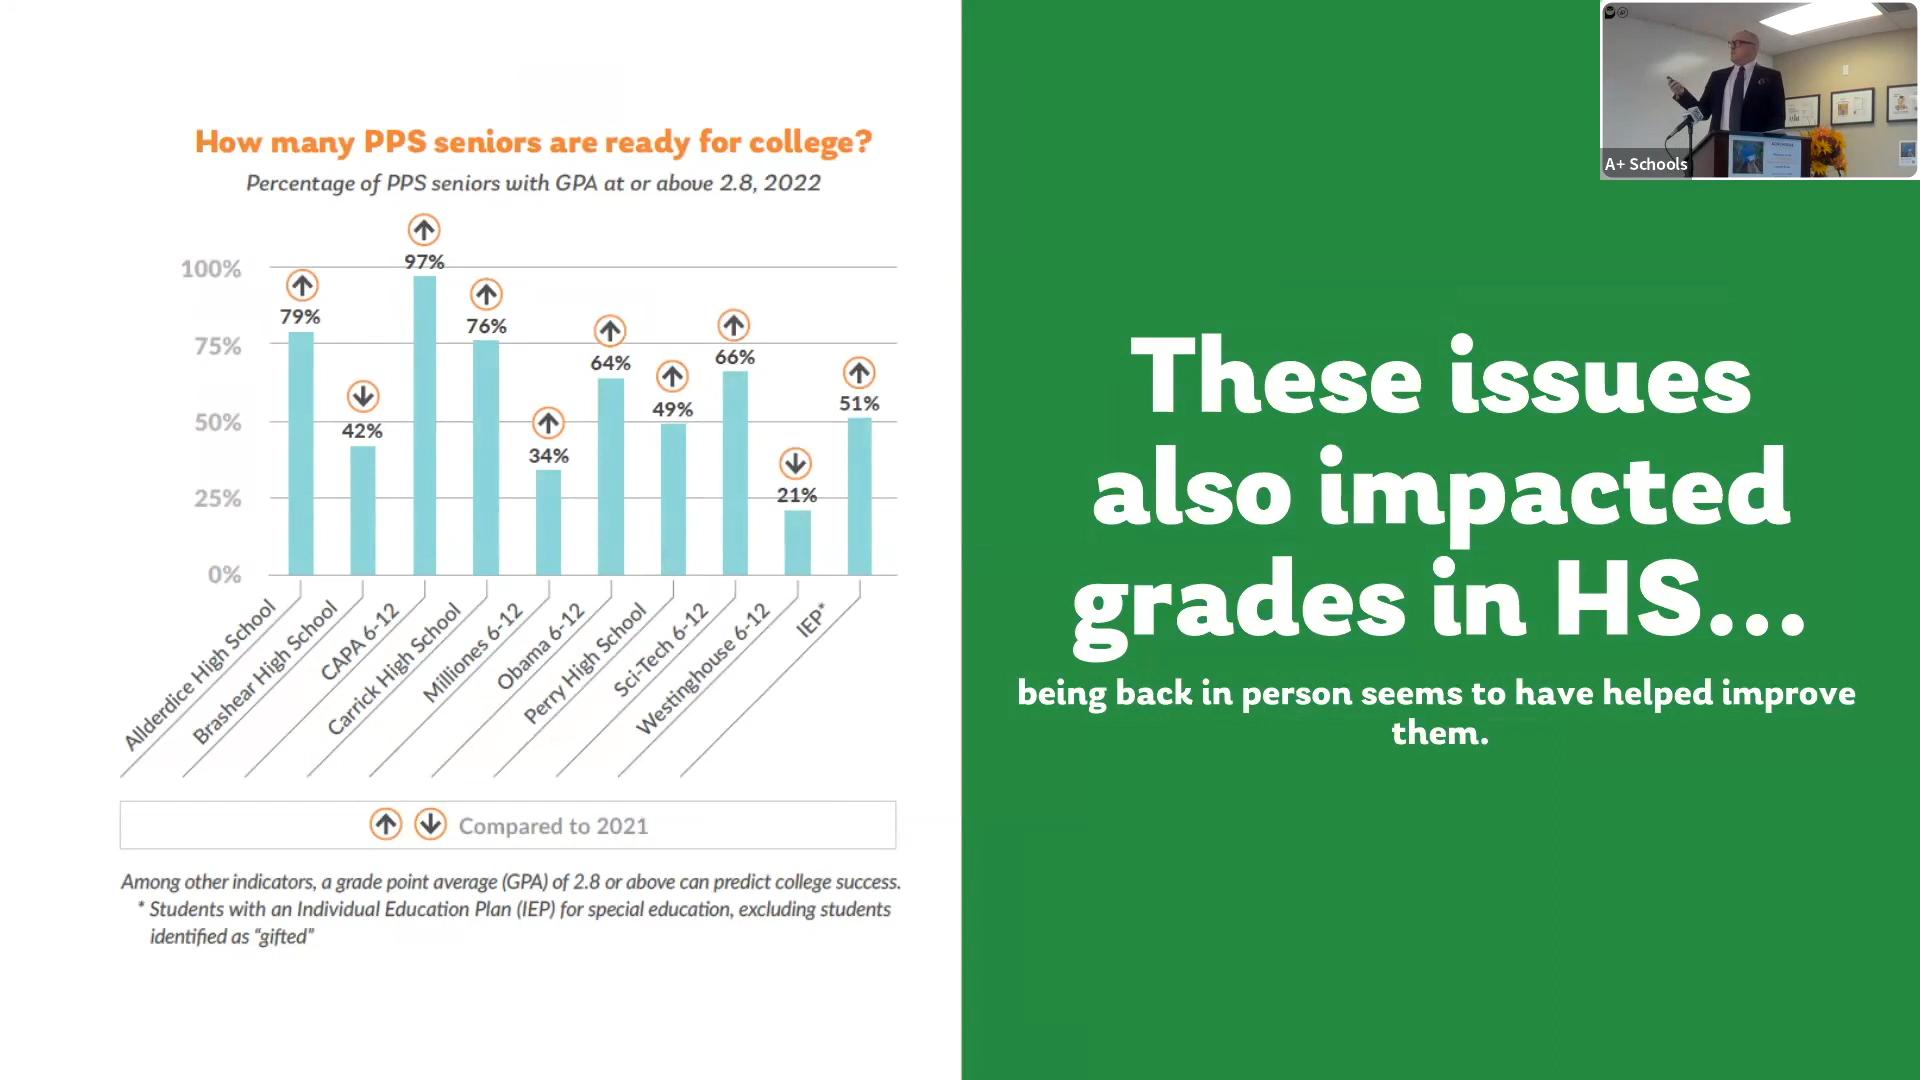 How many PPS seniors are ready for college?
Percentage of PPS seniors with GPA at or above 2.8, 2022
100%
75%
50%
25%
0%
79%
42%
97%
76%
34%
64%
49%
66%
21%
51%
Allderdice High School
Brashear High School
CAPA 6-12
Carrick High School
Milliones 6-12
Obama 6-12
Perry High School
Sci-Tech 6-12
Westinghouse 6-12
IEP*
Compared to 2021
Among other indicators, a grade point average (GPA) of 2.8 or above can predict college success.
* Students with an Individual Education Plan (IEP) for special education, excluding students
identified as “gifted”
These issues
also impacted
grades in HS...
being back in person seems to have helped improve
them.
A+ Schools